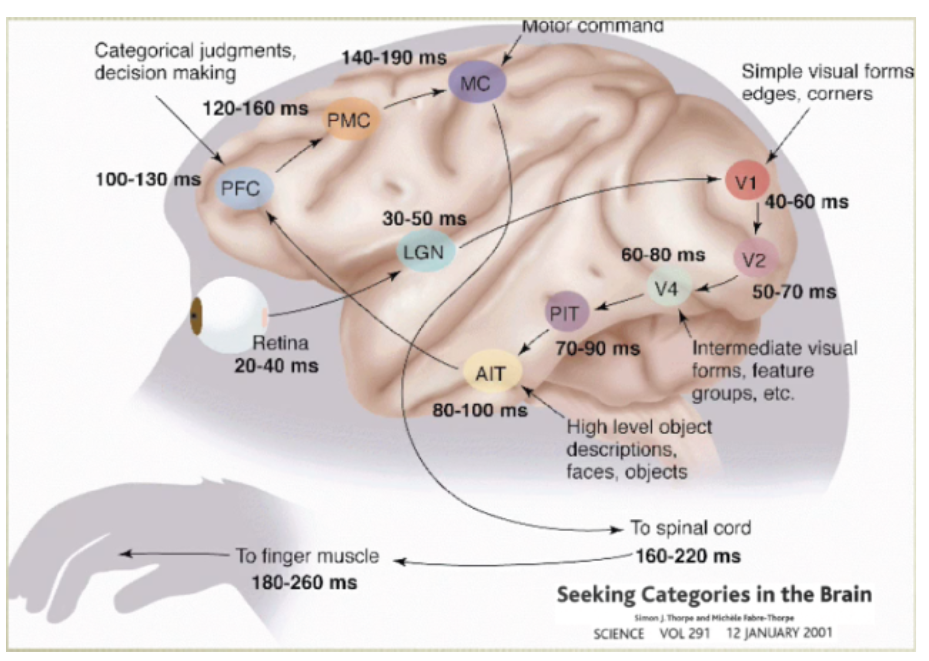 Motor command
Categorical judgments,
decision making
140-190 ms
MC
Simple visual forms
edges, corners
120-160 ms
PMC
100-130 ms
PFC
V1
40-60 ms
30-50 ms
LGN
60-80 ms
V2
V4
50-70 ms
PIT
Retina
20-40 ms
70-90 ms
Intermediate visual
forms, feature
groups, etc.
AIT
80-100 ms
High level object
descriptions,
faces, objects
To spinal cord
160-220 ms
To finger muscle
180-260 ms
Seeking Categories in the Brain
Simon J. Thorpe and Michèle Fabre-Thorpe
SCIENCE VOL 291 12 JANUARY 2001